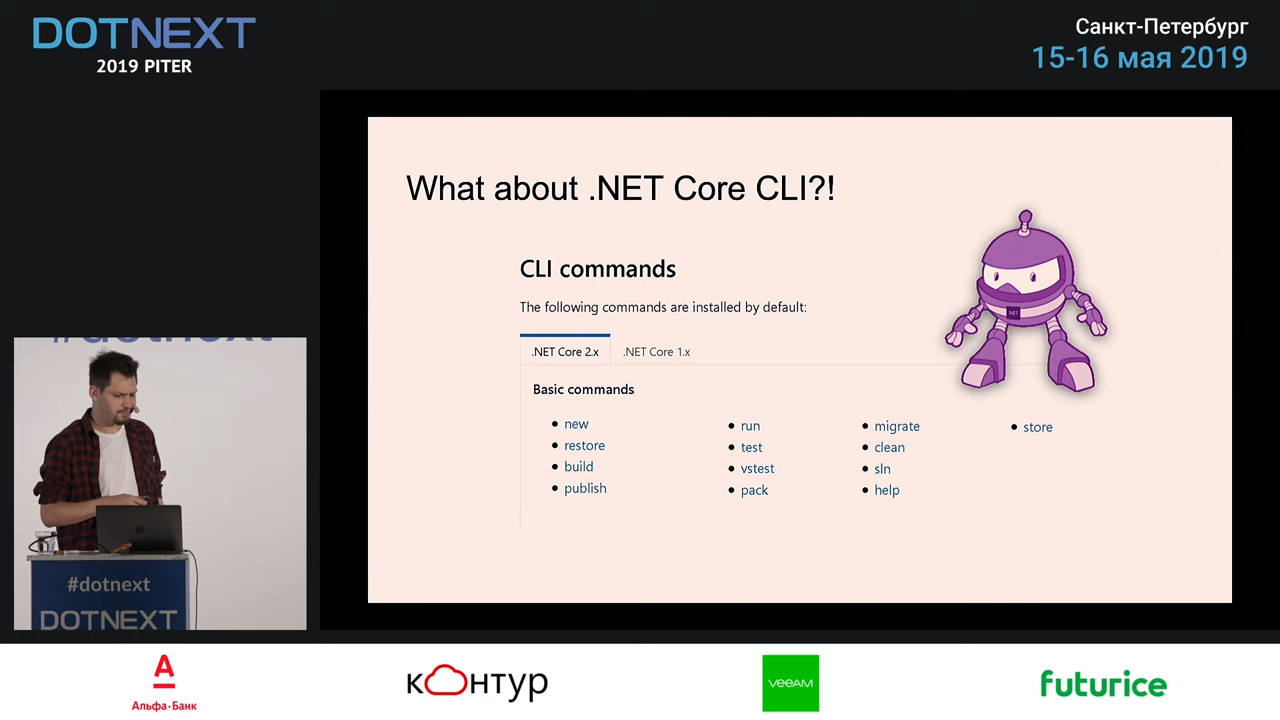 DOTNEXT
2019 PITER
Санкт-Петербург
15-16 мая 2019
What about .NET Core CLI?!
CLI commands
The following commands are installed by default:
.NET Core 2.x
.NET Core 1.x
Basic commands
new
restore
build
publish
run
test
vstest
pack
migrate
clean
sln
help
store
.NET
#dotnext
#dotnext
DOTNEXT
А
Альфа·Банк
контур
veeam
futurice